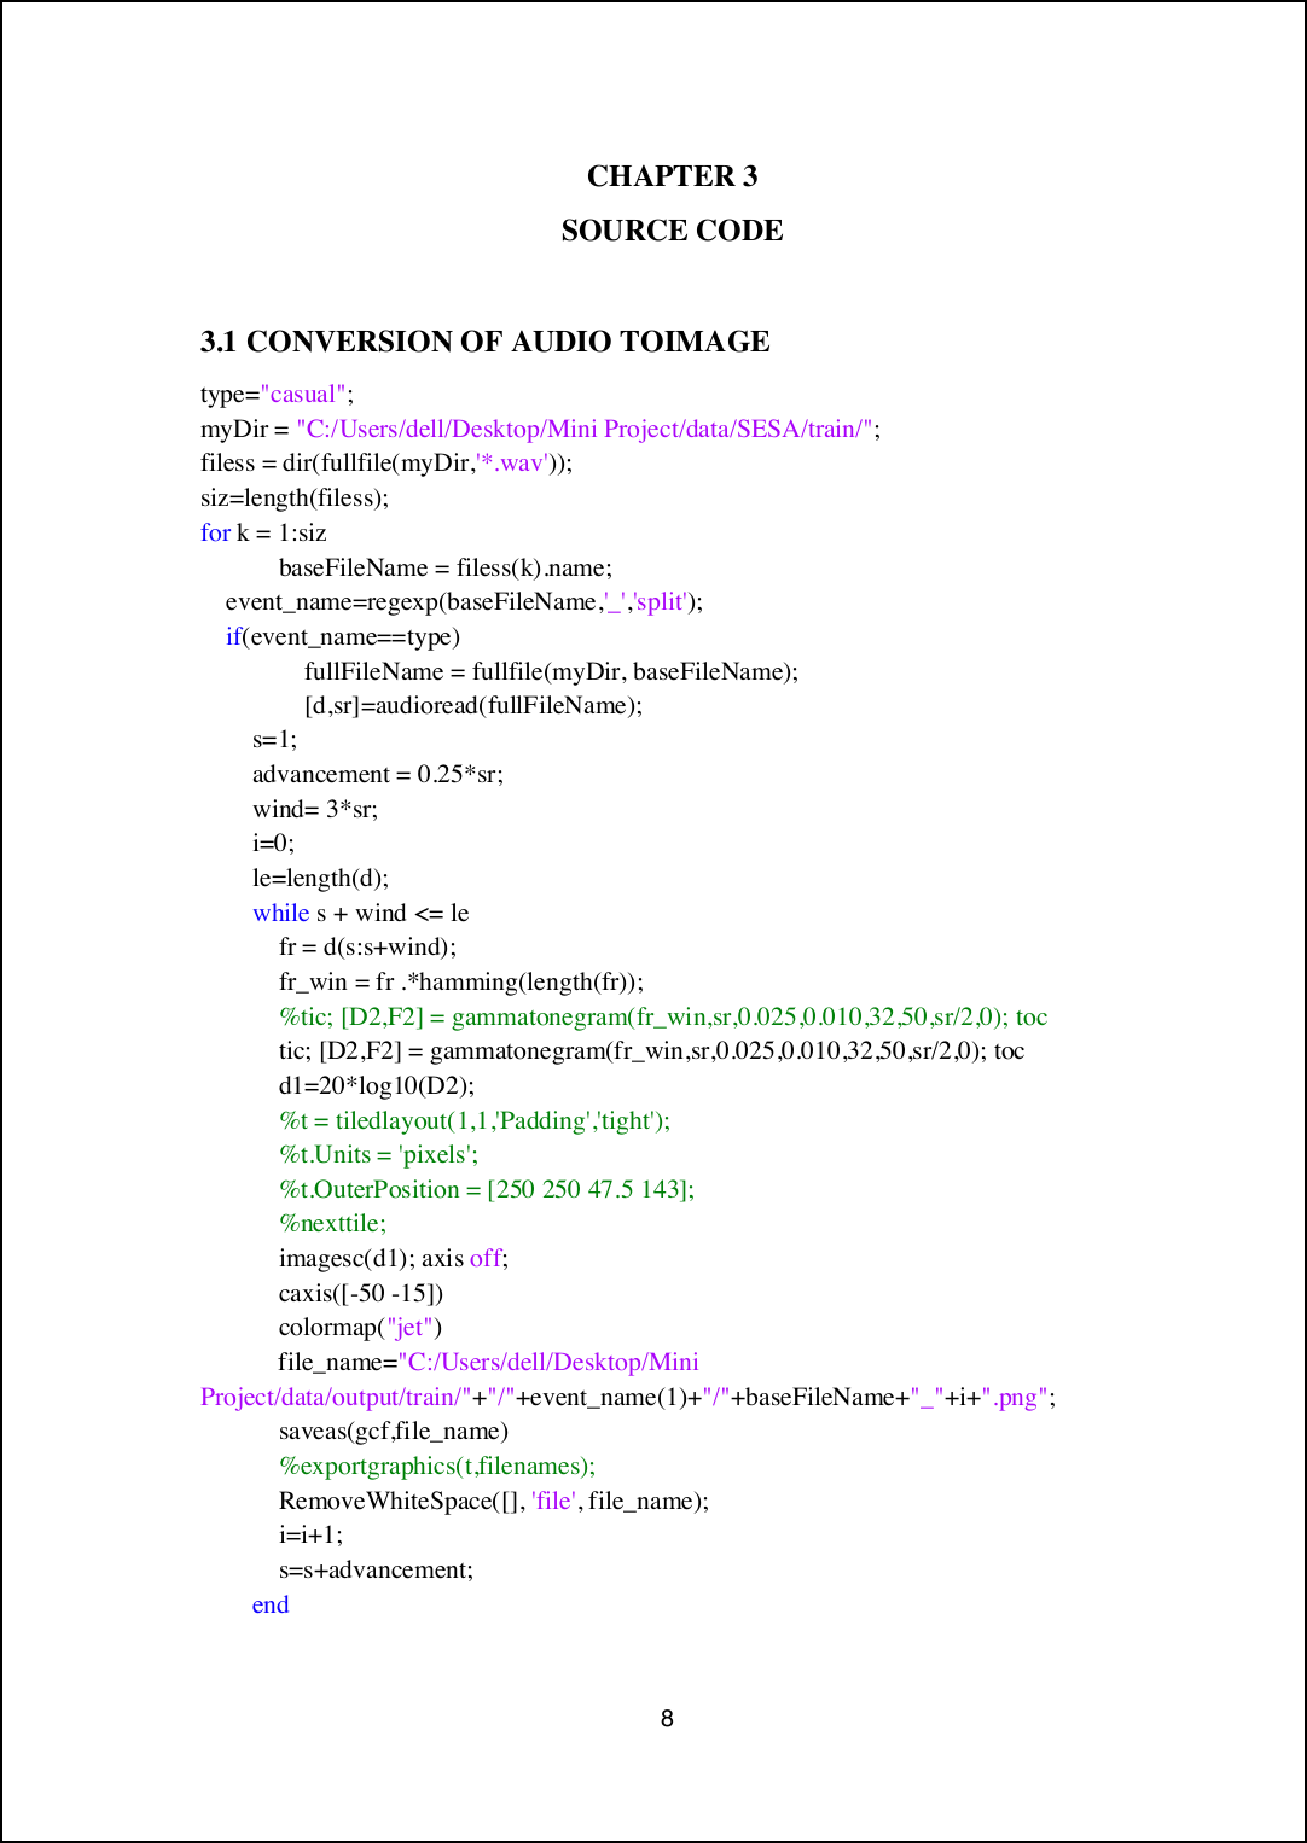 CHAPTER 3
SOURCE CODE
3.1 CONVERSION OF AUDIO TOIMAGE
type="casual";
myDir = "C:/Users/dell/Desktop/Mini Project/data/SESA/train/";
filess = dir(fullfile(myDir,'*.wav'));
siz=length(filess);
for k = 1:siz
baseFileName = filess(k).name;
event_name=regexp(baseFileName,'_','split');
if(event_name==type)
fullFileName = fullfile(myDir, baseFileName);
[d,sr]=audioread(fullFileName);
s=1;
advancement = 0.25*sr;
wind= 3*sr;
i=0;
le=length(d);
while s + wind <= le
fr = d(s:s+wind);
fr_win = fr .*hamming(length(fr));
%tic; [D2,F2] = gammatonegram(fr_win,sr,0.025,0.010,32,50,sr/2,0); toc
tic; [D2,F2] = gammatonegram(fr_win,sr,0.025,0.010,32,50,sr/2,0); toc
d1=20*log10(D2);
%t = tiledlayout(1,1,'Padding','tight');
%t.Units = 'pixels';
%t.OuterPosition = [250 250 47.5 143];
%nexttile;
imagesc(d1); axis off;
caxis([-50 -15])
colormap("jet")
file_name="C:/Users/dell/Desktop/Mini
Project/data/output/train/"+"/"+event_name(1)+"/"+baseFileName+"_"+i+".png";
saveas(gcf,file_name)
%exportgraphics(t,filenames);
RemoveWhiteSpace([], 'file', file_name);
i=i+1;
s=s+advancement;
end
8